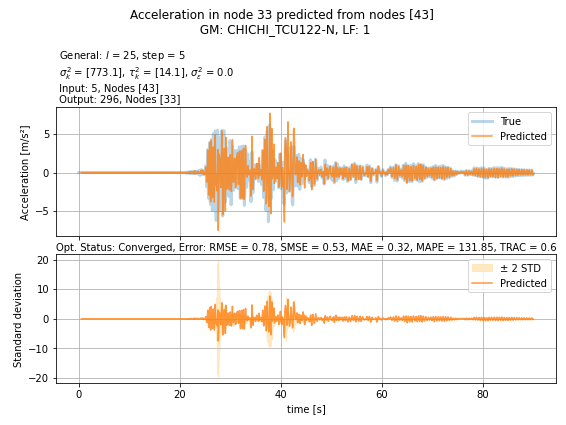 Acceleration in node 33 predicted from nodes [43]
GM: CHICHI_TCU122-N, LF: 1
General: l = 25, step = 5
σ²ₖ = [773.1], τ²ₖ = [14.1], σ²ε = 0.0
Input: 5, Nodes [43]
Output: 296, Nodes [33]
Acceleration [m/s²]
5
0
−5
True
Predicted
Opt. Status: Converged, Error: RMSE = 0.78, SMSE = 0.53, MAE = 0.32, MAPE = 131.85, TRAC = 0.6
Standard deviation
20
10
0
−10
−20
± 2 STD
Predicted
0 20 40 60 80
time [s]